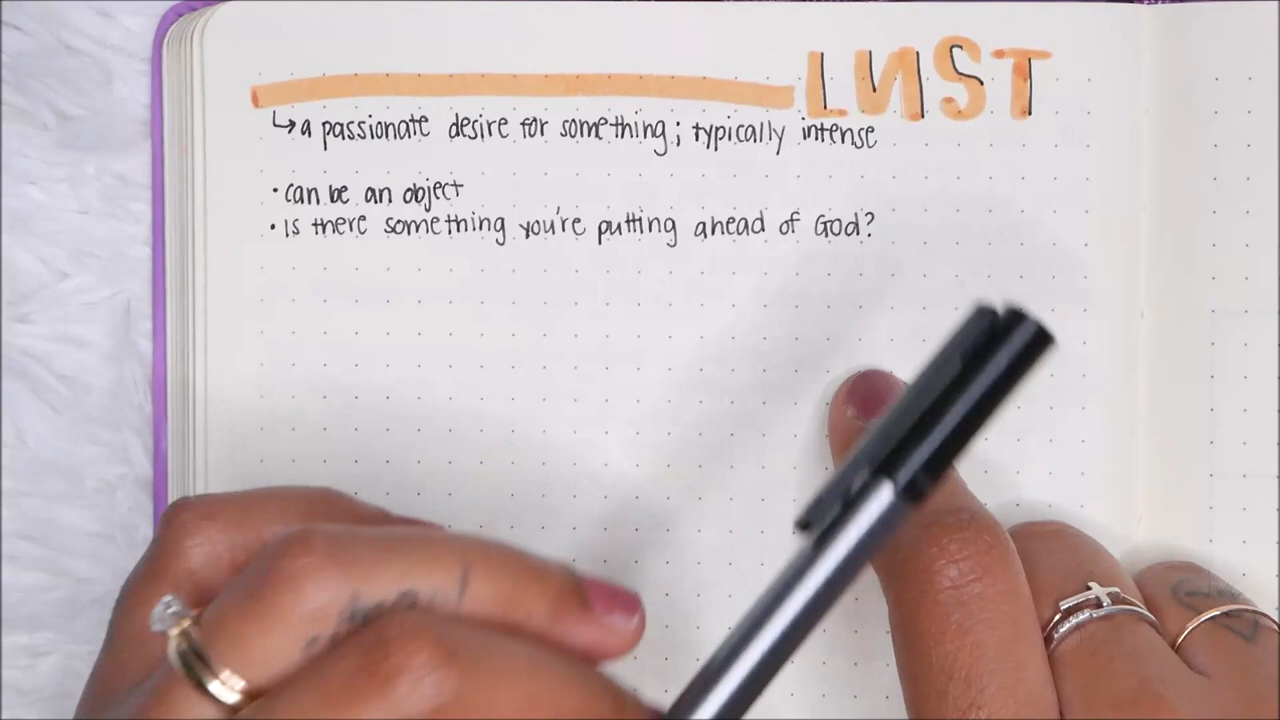 LUST
↳a passionate desire for something; typically intense
• can be an object
• Is there something you're putting ahead of God?